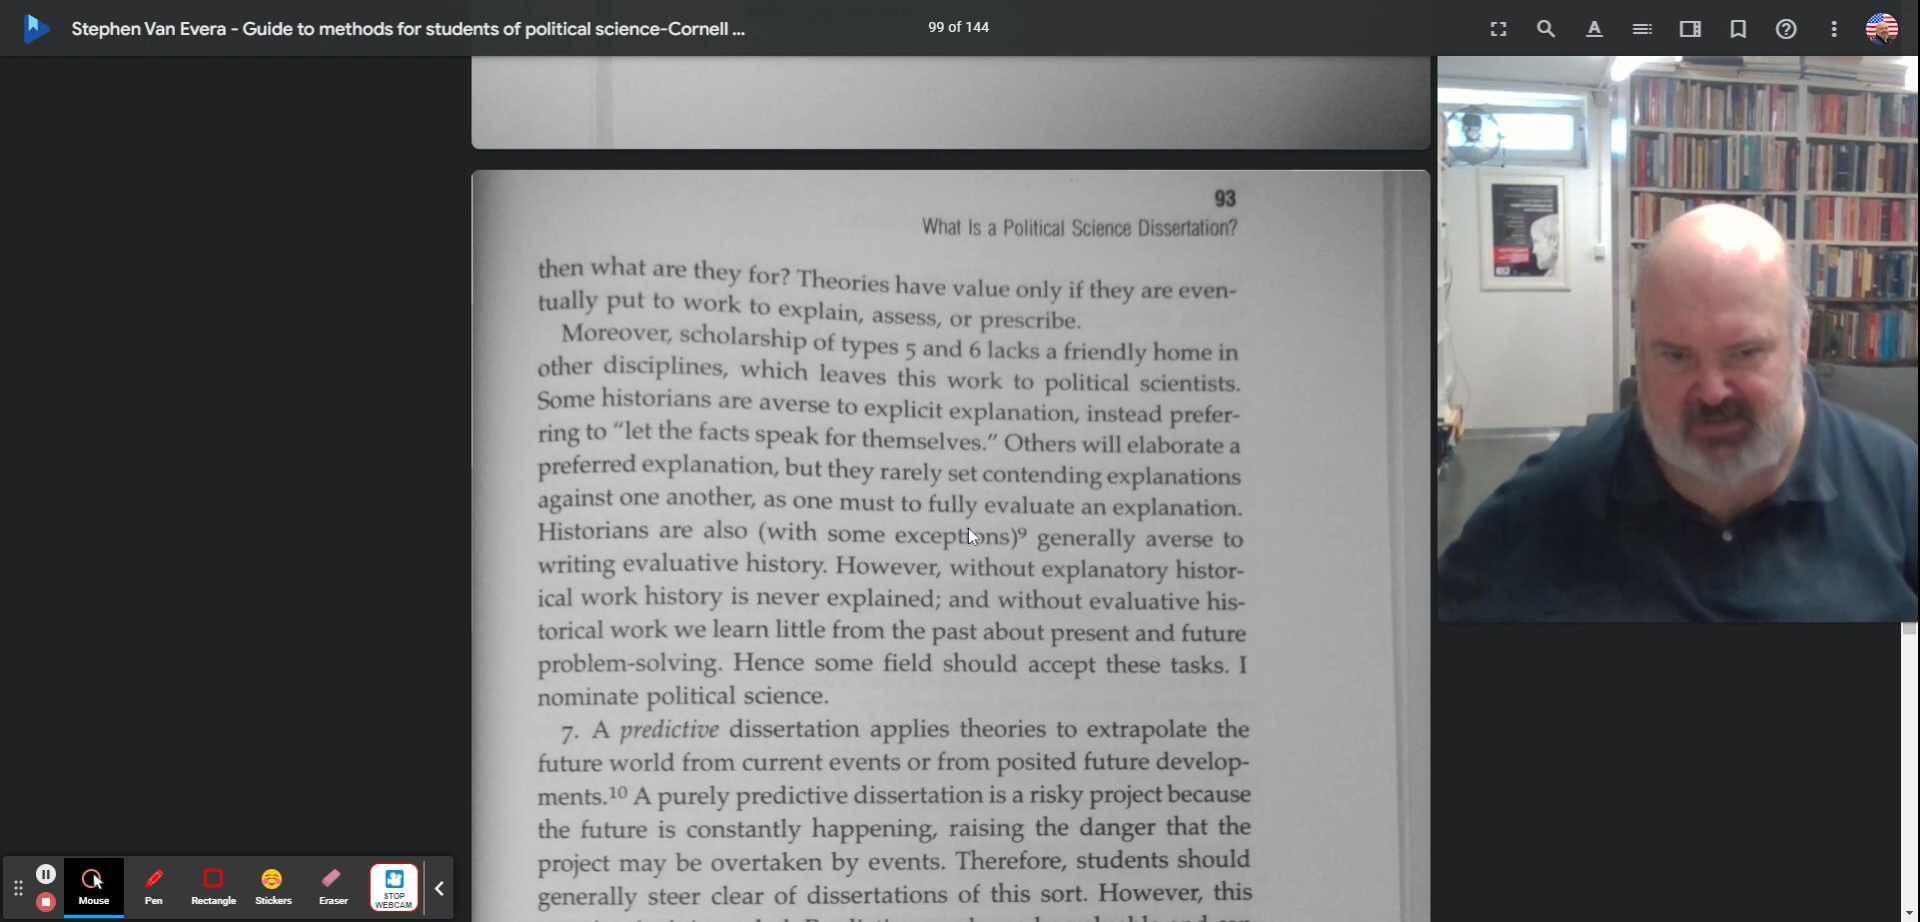 Stephen Van Evera - Guide to methods for students of political science-Cornell ...
99 of 144
93
What Is a Political Science Dissertation?
then what are they for? Theories have value only if they are even-
tually put to work to explain, assess, or prescribe.
Moreover, scholarship of types 5 and 6 lacks a friendly home in
other disciplines, which leaves this work to political scientists.
Some historians are averse to explicit explanation, instead prefer-
ring to “let the facts speak for themselves.” Others will elaborate a
preferred explanation, but they rarely set contending explanations
against one another, as one must to fully evaluate an explanation.
Historians are also (with some exceptions)⁹ generally averse to
writing evaluative history. However, without explanatory histor-
ical work history is never explained; and without evaluative his-
torical work we learn little from the past about present and future
problem-solving. Hence some field should accept these tasks. I
nominate political science.
7. A predictive dissertation applies theories to extrapolate the
future world from current events or from posited future develop-
ments.¹⁰ A purely predictive dissertation is a risky project because
the future is constantly happening, raising the danger that the
project may be overtaken by events. Therefore, students should
generally steer clear of dissertations of this sort. However, this
Mouse
Pen
Rectangle
Stickers
Eraser
STOP
WEBCAM